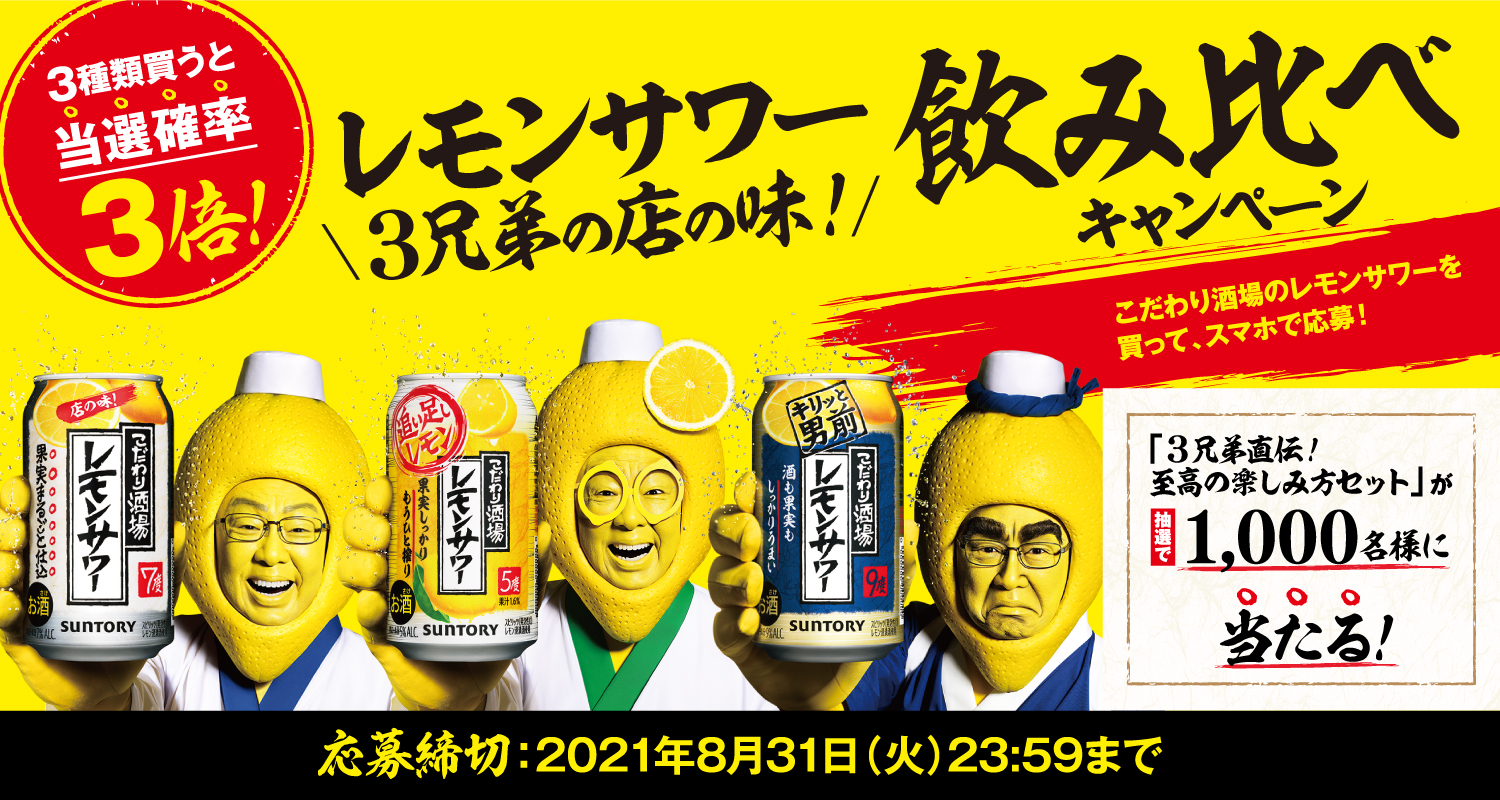 3種類買うと
当選確率
3倍!
レモンサワー
\3兄弟の店の味!/
飲み比べ
キャンペーン
こだわり酒場のレモンサワーを
買って、スマホで応募!
店の味!
こだわり酒場
レモンサワー
果実まるごと仕込
7度
お酒
SUNTORY
追い足し
レモン
こだわり酒場
レモンサワー
果実しっかり
もうひと搾り
5度
果汁1.6%
お酒
5%ALC.
SUNTORY
キリッと
男前
こだわり酒場
レモンサワー
酒も果実も
しっかりうまい
9度
お酒
9%ALC.
SUNTORY
「3兄弟直伝!
至高の楽しみ方セット」が
抽選で
1,000名様に
当たる!
応募締切:2021年8月31日(火)23:59まで